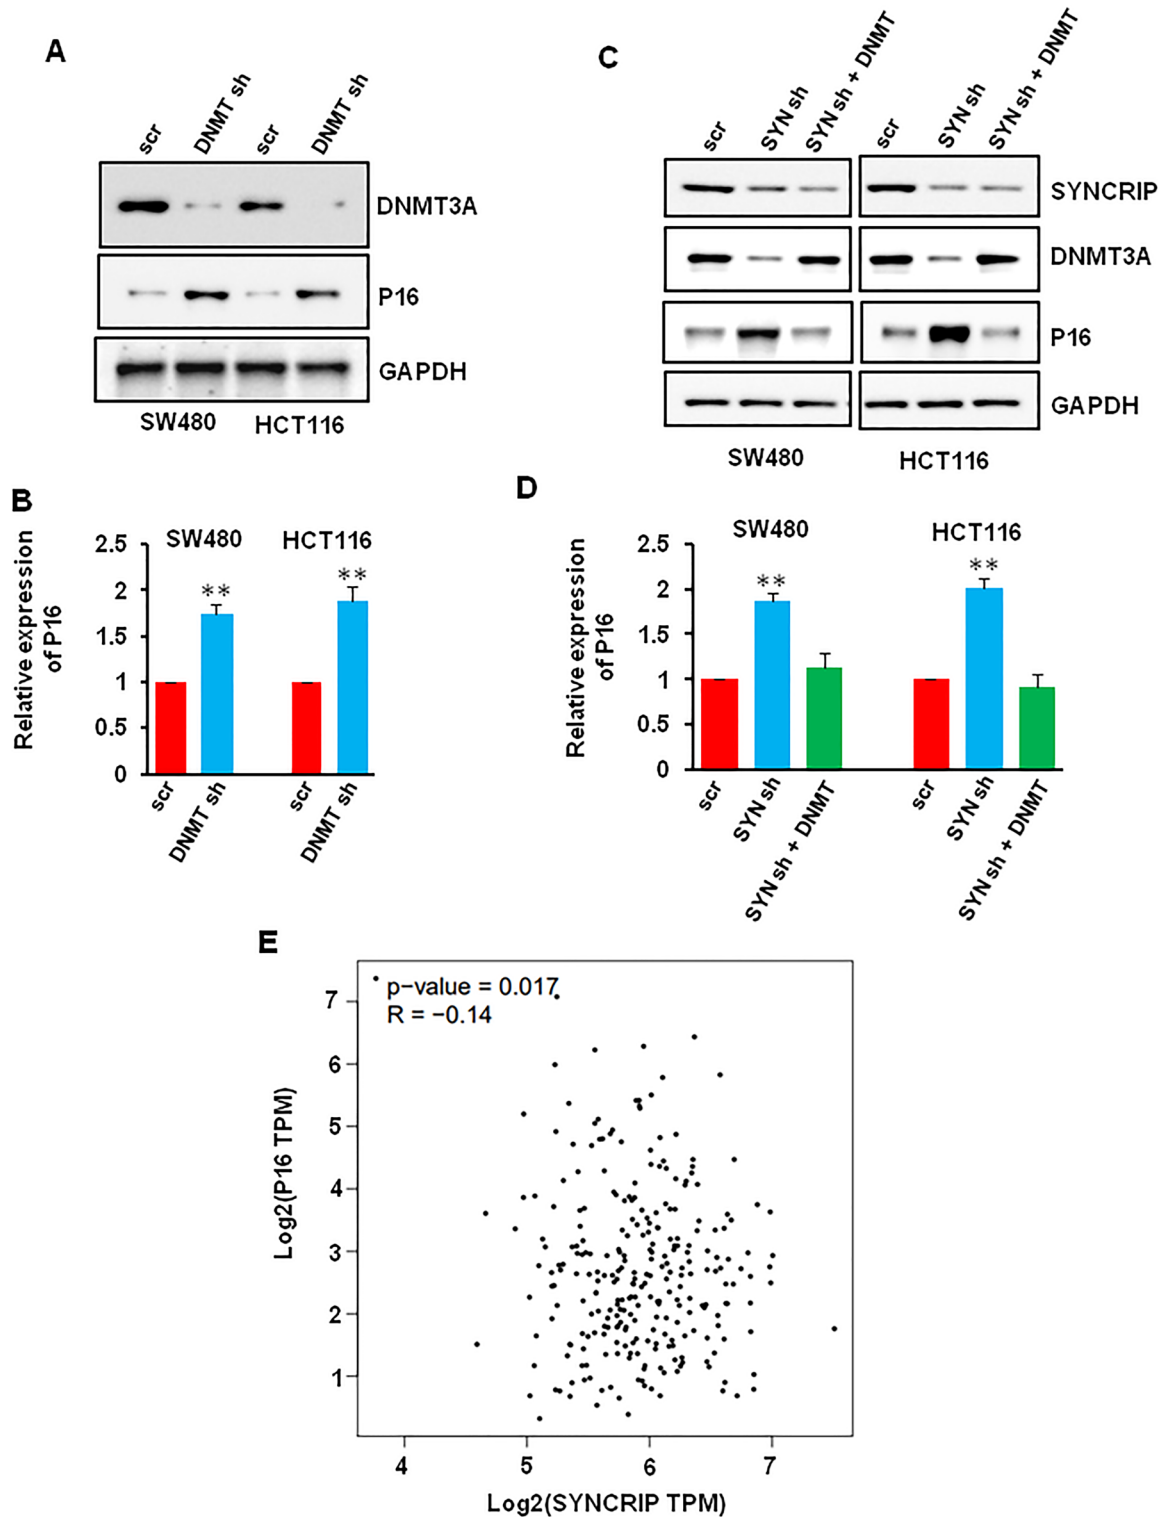 A
scr
DNMT sh
scr
DNMT sh
DNMT3A
P16
GAPDH
SW480
HCT116
C
scr
SYN sh
SYN sh + DNMT
scr
SYN sh
SYN sh + DNMT
SYNCRIP
DNMT3A
P16
GAPDH
SW480
HCT116
B
Relative expression
of P16
SW480
HCT116
2.5
2
1.5
1
0.5
0
**
**
scr
DNMT sh
scr
DNMT sh
D
Relative expression
of P16
SW480
HCT116
2.5
2
1.5
1
0.5
0
**
**
scr
SYN sh
SYN sh + DNMT
scr
SYN sh
SYN sh + DNMT
E
p−value = 0.017
R = −0.14
Log2(P16 TPM)
7
6
5
4
3
2
1
4
5
6
7
Log2(SYNCRIP TPM)